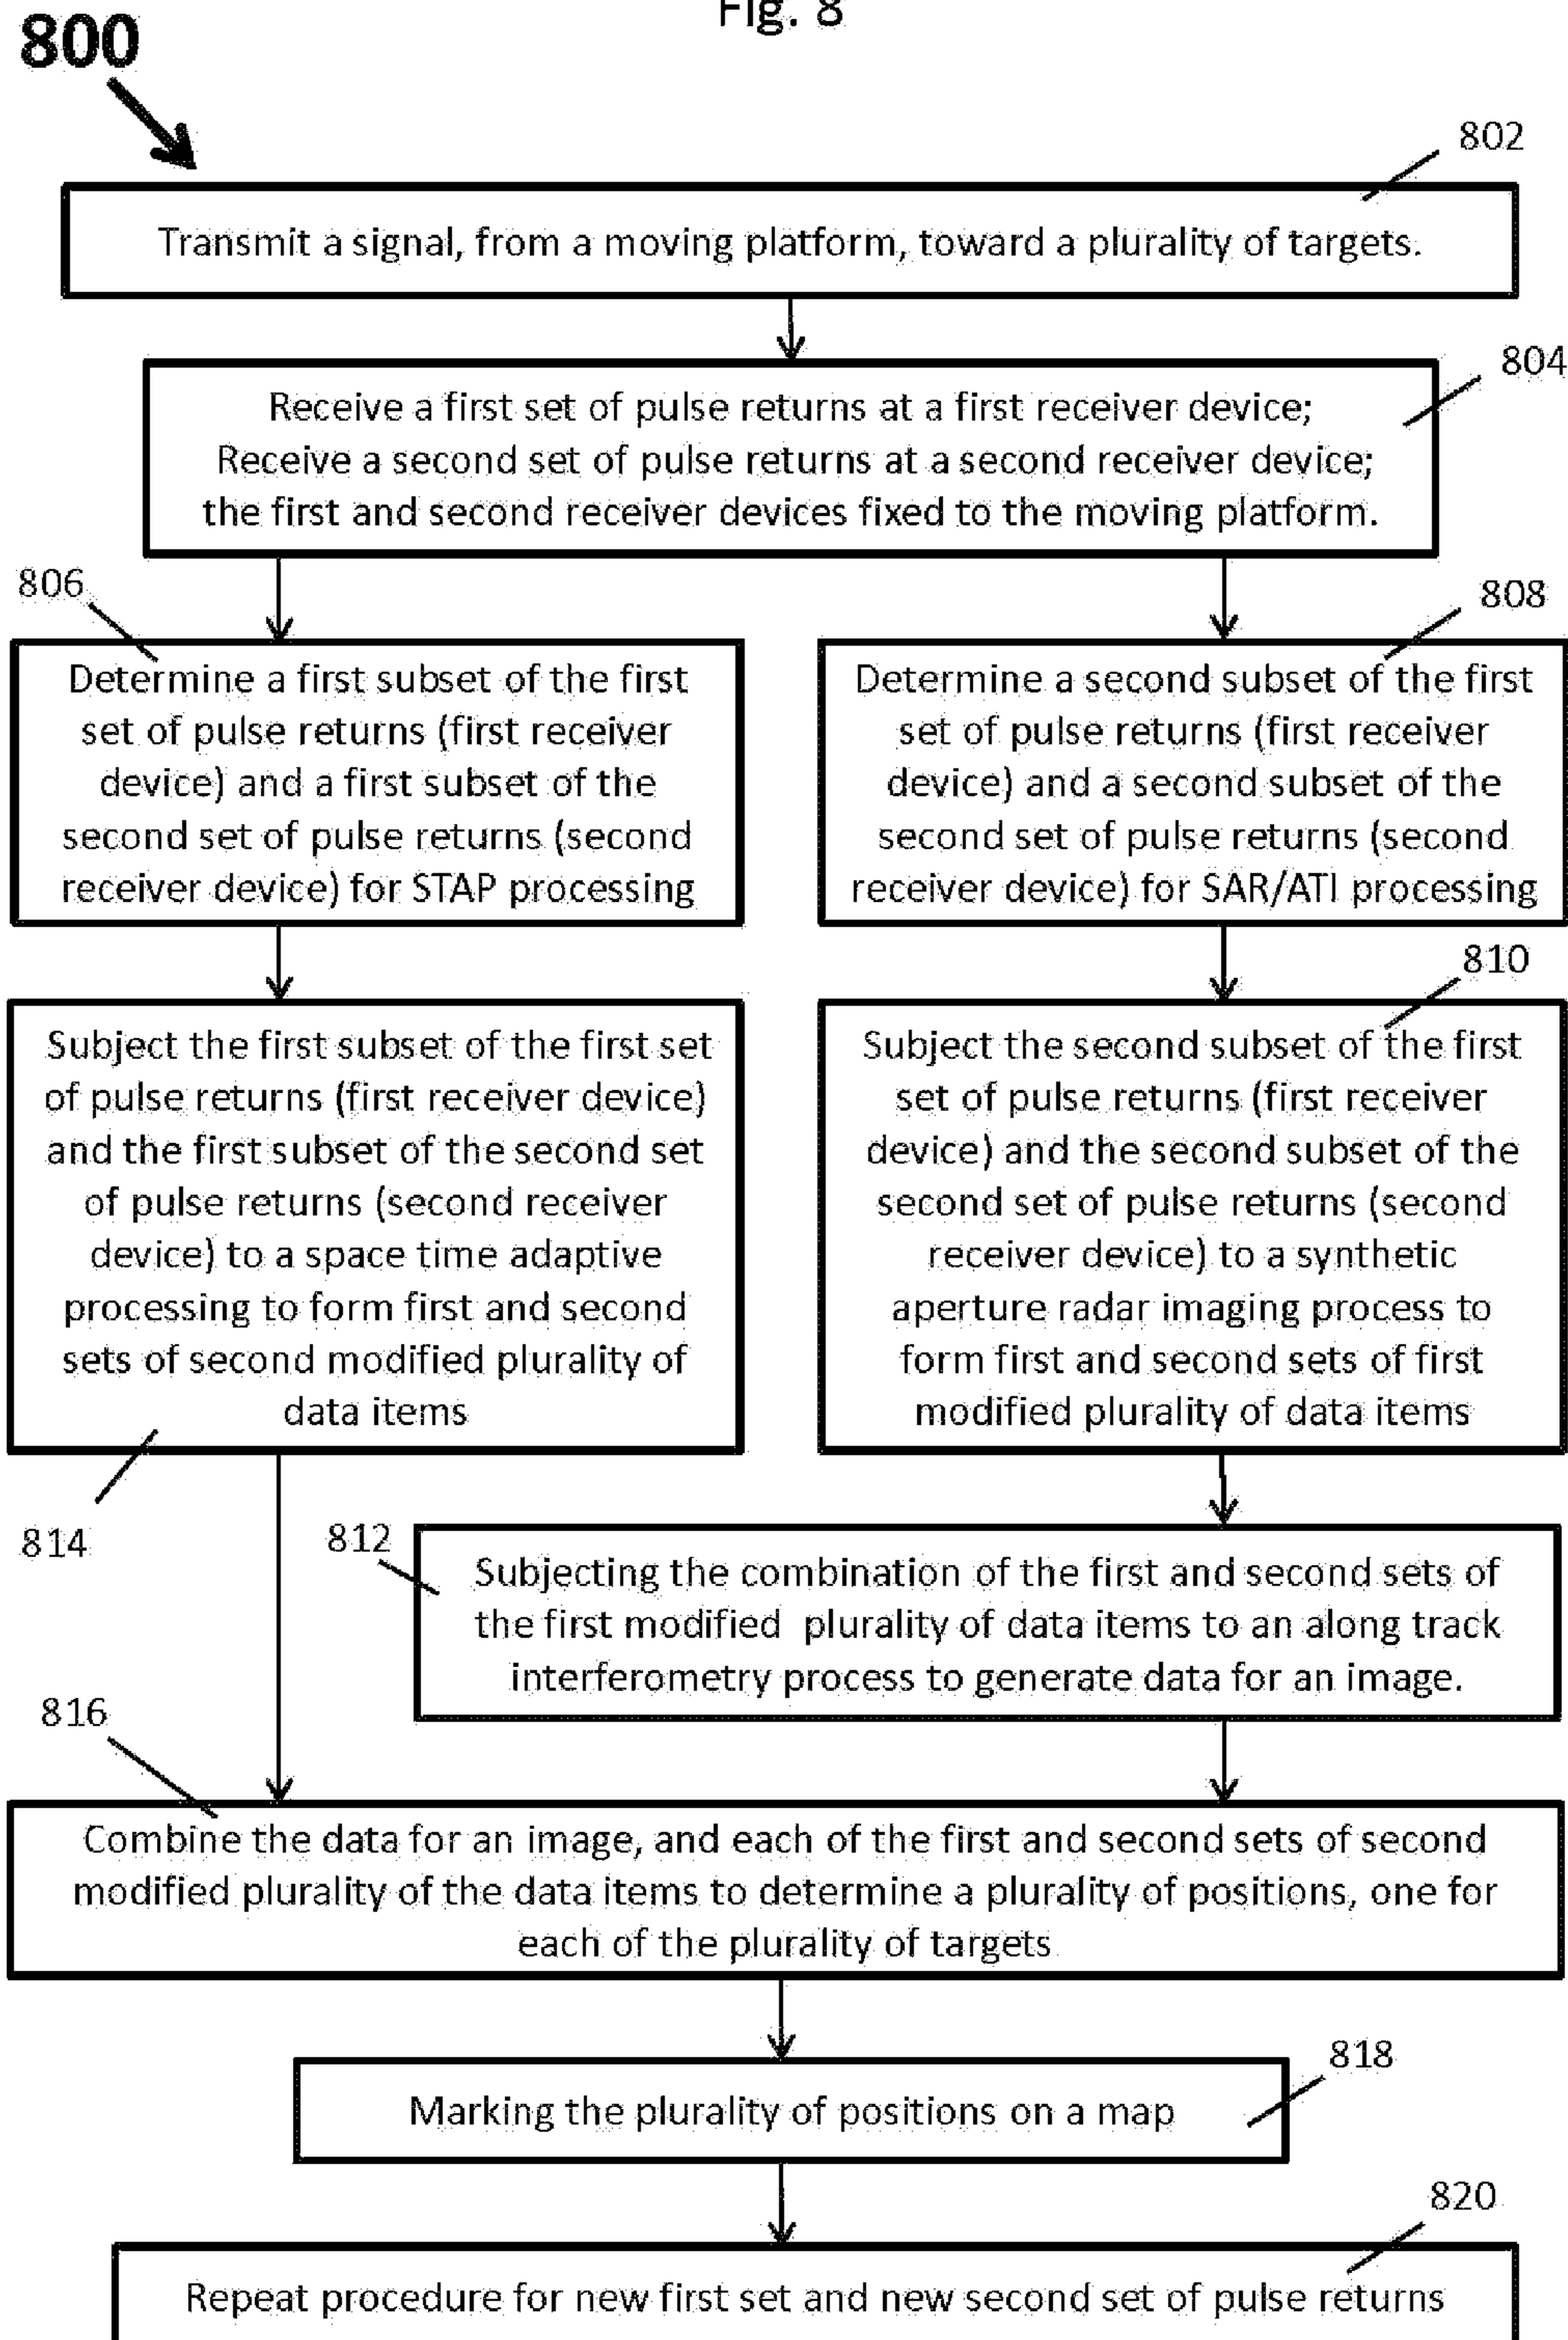 Fig. 8
800
802
Transmit a signal, from a moving platform, toward a plurality of targets.
804
Receive a first set of pulse returns at a first receiver device;
Receive a second set of pulse returns at a second receiver device;
the first and second receiver devices fixed to the moving platform.
806
Determine a first subset of the first
set of pulse returns (first receiver
device) and a first subset of the
second set of pulse returns (second
receiver device) for STAP processing
808
Determine a second subset of the first
set of pulse returns (first receiver
device) and a second subset of the
second set of pulse returns (second
receiver device) for SAR/ATI processing
Subject the first subset of the first set
of pulse returns (first receiver device)
and the first subset of the second set
of pulse returns (second receiver
device) to a space time adaptive
processing to form first and second
sets of second modified plurality of
data items
814
810
Subject the second subset of the first
set of pulse returns (first receiver
device) and the second subset of the
second set of pulse returns (second
receiver device) to a synthetic
aperture radar imaging process to
form first and second sets of first
modified plurality of data items
812
Subjecting the combination of the first and second sets of
the first modified plurality of data items to an along track
interferometry process to generate data for an image.
816
Combine the data for an image, and each of the first and second sets of second
modified plurality of the data items to determine a plurality of positions, one for
each of the plurality of targets
818
Marking the plurality of positions on a map
820
Repeat procedure for new first set and new second set of pulse returns